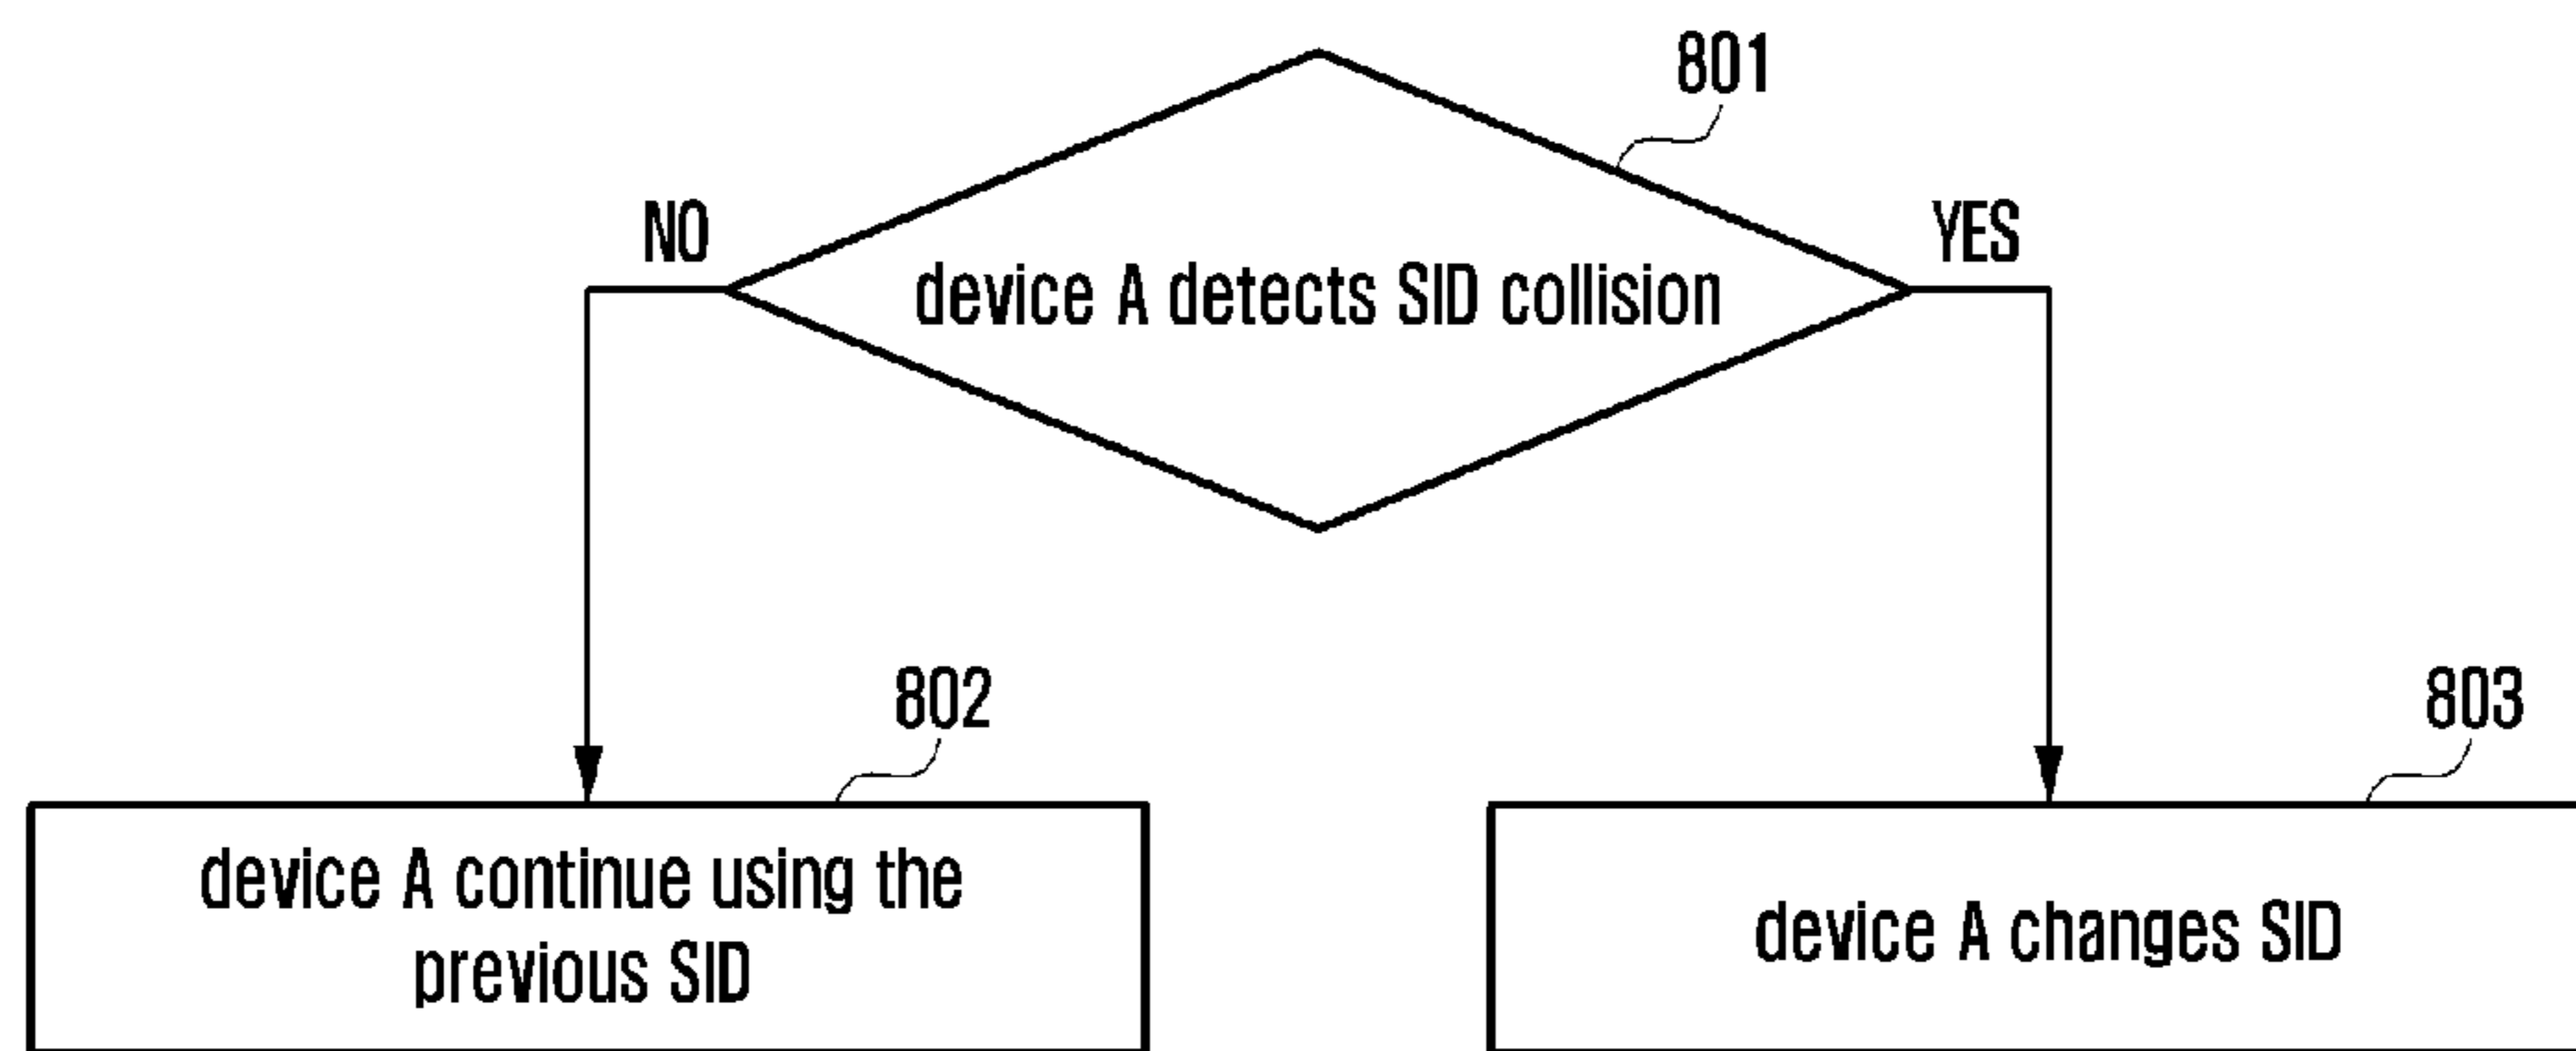 801
NO
YES
device A detects SID collision
802
803
device A continue using the
previous SID
device A changes SID